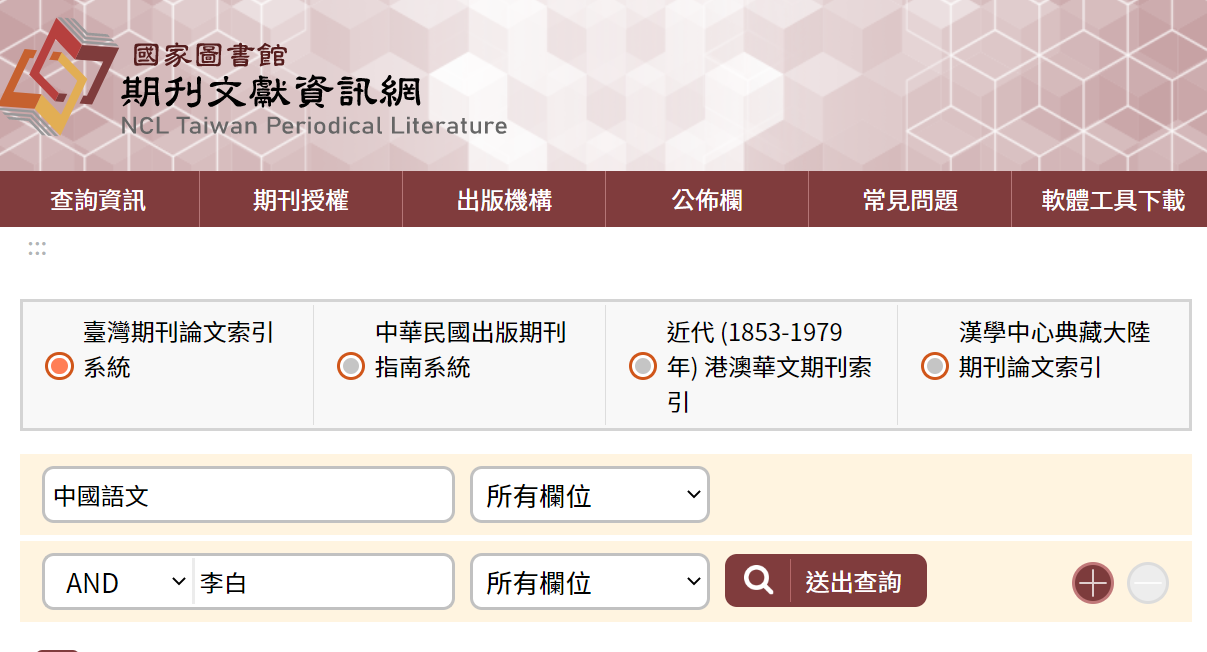 國家圖書館
期刊文獻資訊網
NCL Taiwan Periodical Literature
查詢資訊
期刊授權
出版機構
公佈欄
常見問題
軟體工具下載
臺灣期刊論文索引
系統
中華民國出版期刊
指南系統
近代 (1853-1979
年) 港澳華文期刊索
引
漢學中心典藏大陸
期刊論文索引
中國語文
所有欄位
AND
李白
所有欄位
送出查詢